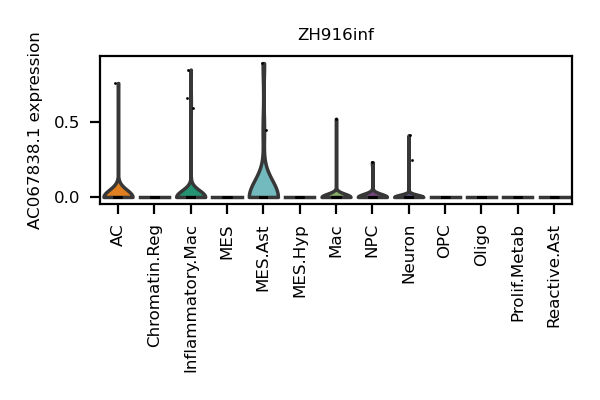 ZH916inf
AC067838.1 expression
0.5
0.0
AC
Chromatin.Reg
Inflammatory.Mac
MES
MES.Ast
MES.Hyp
Mac
NPC
Neuron
OPC
Oligo
Prolif.Metab
Reactive.Ast